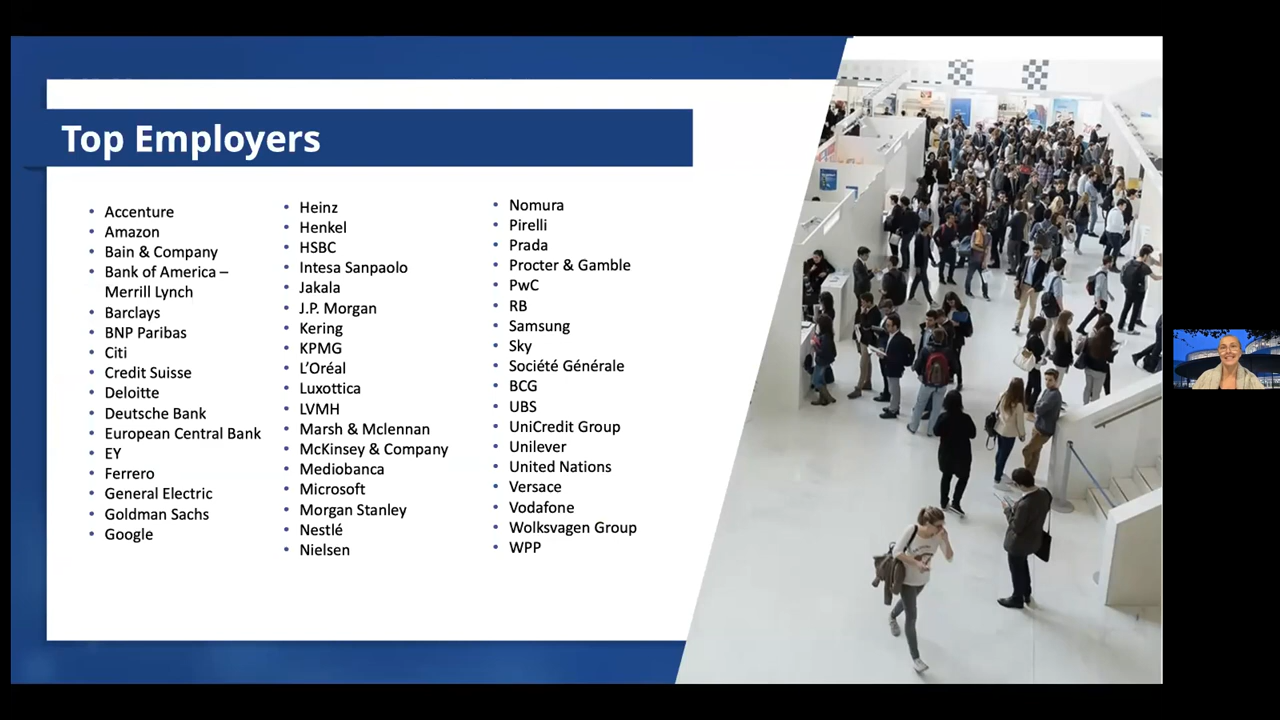 Top Employers
• Accenture
• Amazon
• Bain & Company
• Bank of America –
Merrill Lynch
• Barclays
• BNP Paribas
• Citi
• Credit Suisse
• Deloitte
• Deutsche Bank
• European Central Bank
• EY
• Ferrero
• General Electric
• Goldman Sachs
• Google
• Heinz
• Henkel
• HSBC
• Intesa Sanpaolo
• Jakala
• J.P. Morgan
• Kering
• KPMG
• L’Oréal
• Luxottica
• LVMH
• Marsh & Mclennan
• McKinsey & Company
• Mediobanca
• Microsoft
• Morgan Stanley
• Nestlé
• Nielsen
• Nomura
• Pirelli
• Prada
• Procter & Gamble
• PwC
• RB
• Samsung
• Sky
• Société Générale
• BCG
• UBS
• UniCredit Group
• Unilever
• United Nations
• Versace
• Vodafone
• Wolksvagen Group
• WPP